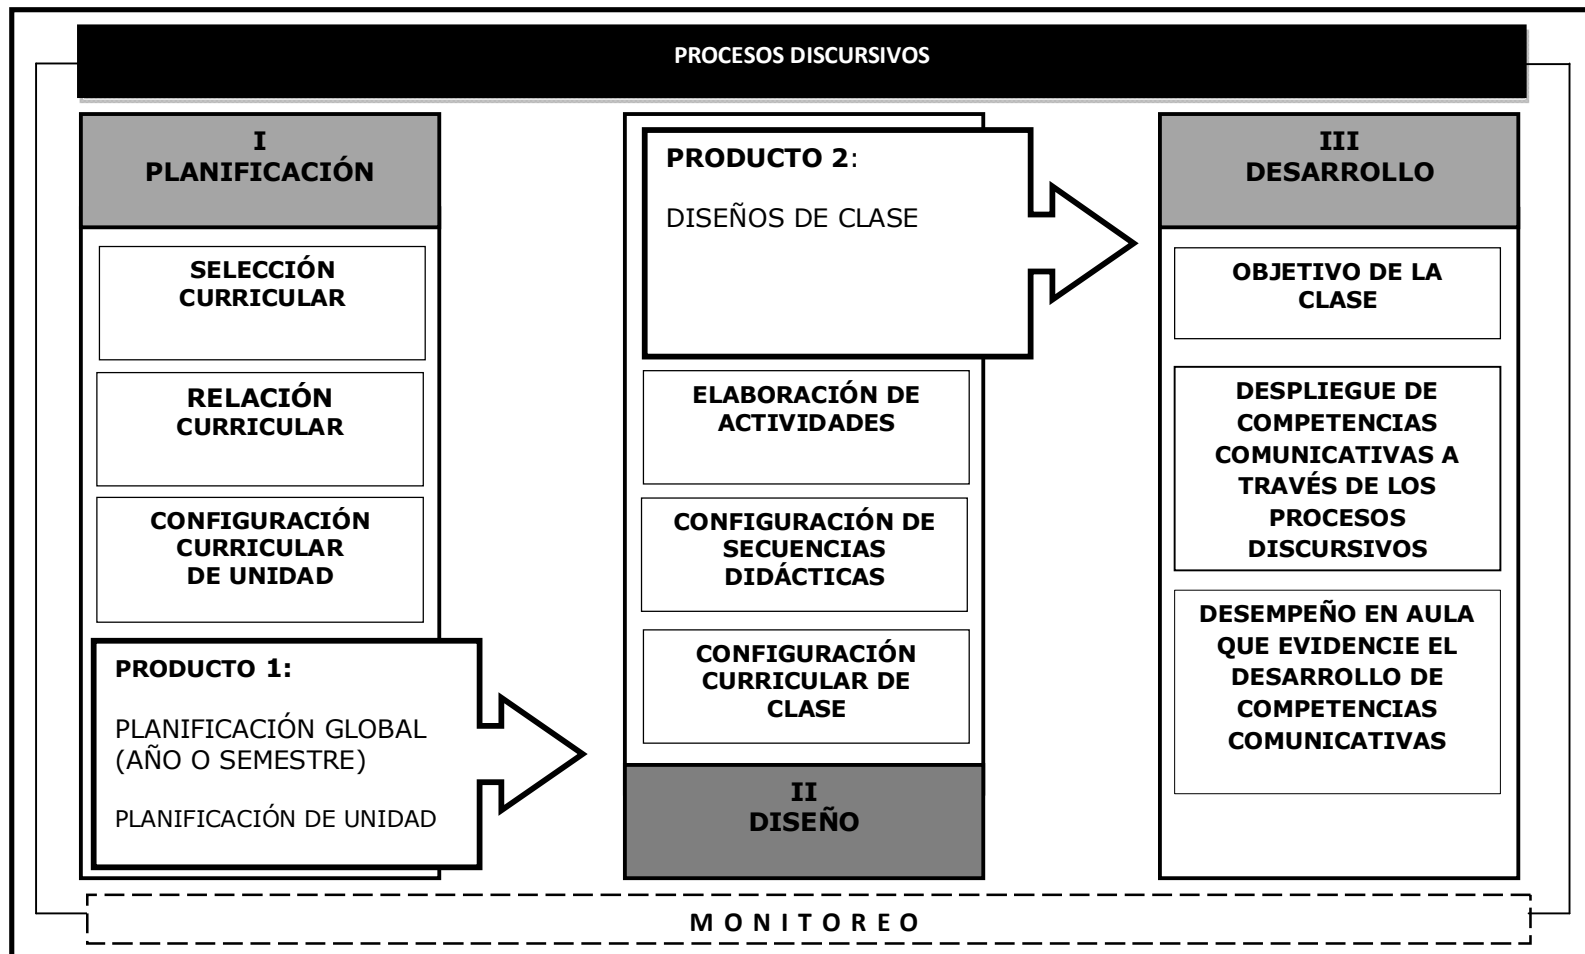 PROCESOS DISCURSIVOS
I
PLANIFICACIÓN
SELECCIÓN
CURRICULAR
RELACIÓN
CURRICULAR
CONFIGURACIÓN
CURRICULAR
DE UNIDAD
PRODUCTO 1:
PLANIFICACIÓN GLOBAL
(AÑO O SEMESTRE)
PLANIFICACIÓN DE UNIDAD
PRODUCTO 2:
DISEÑOS DE CLASE
ELABORACIÓN DE
ACTIVIDADES
CONFIGURACIÓN DE
SECUENCIAS
DIDÁCTICAS
CONFIGURACIÓN
CURRICULAR DE
CLASE
II
DISEÑO
III
DESARROLLO
OBJETIVO DE LA
CLASE
DESPLIEGUE DE
COMPETENCIAS
COMUNICATIVAS A
TRAVÉS DE LOS
PROCESOS
DISCURSIVOS
DESEMPEÑO EN AULA
QUE EVIDENCIE EL
DESARROLLO DE
COMPETENCIAS
COMUNICATIVAS
MONITOREO